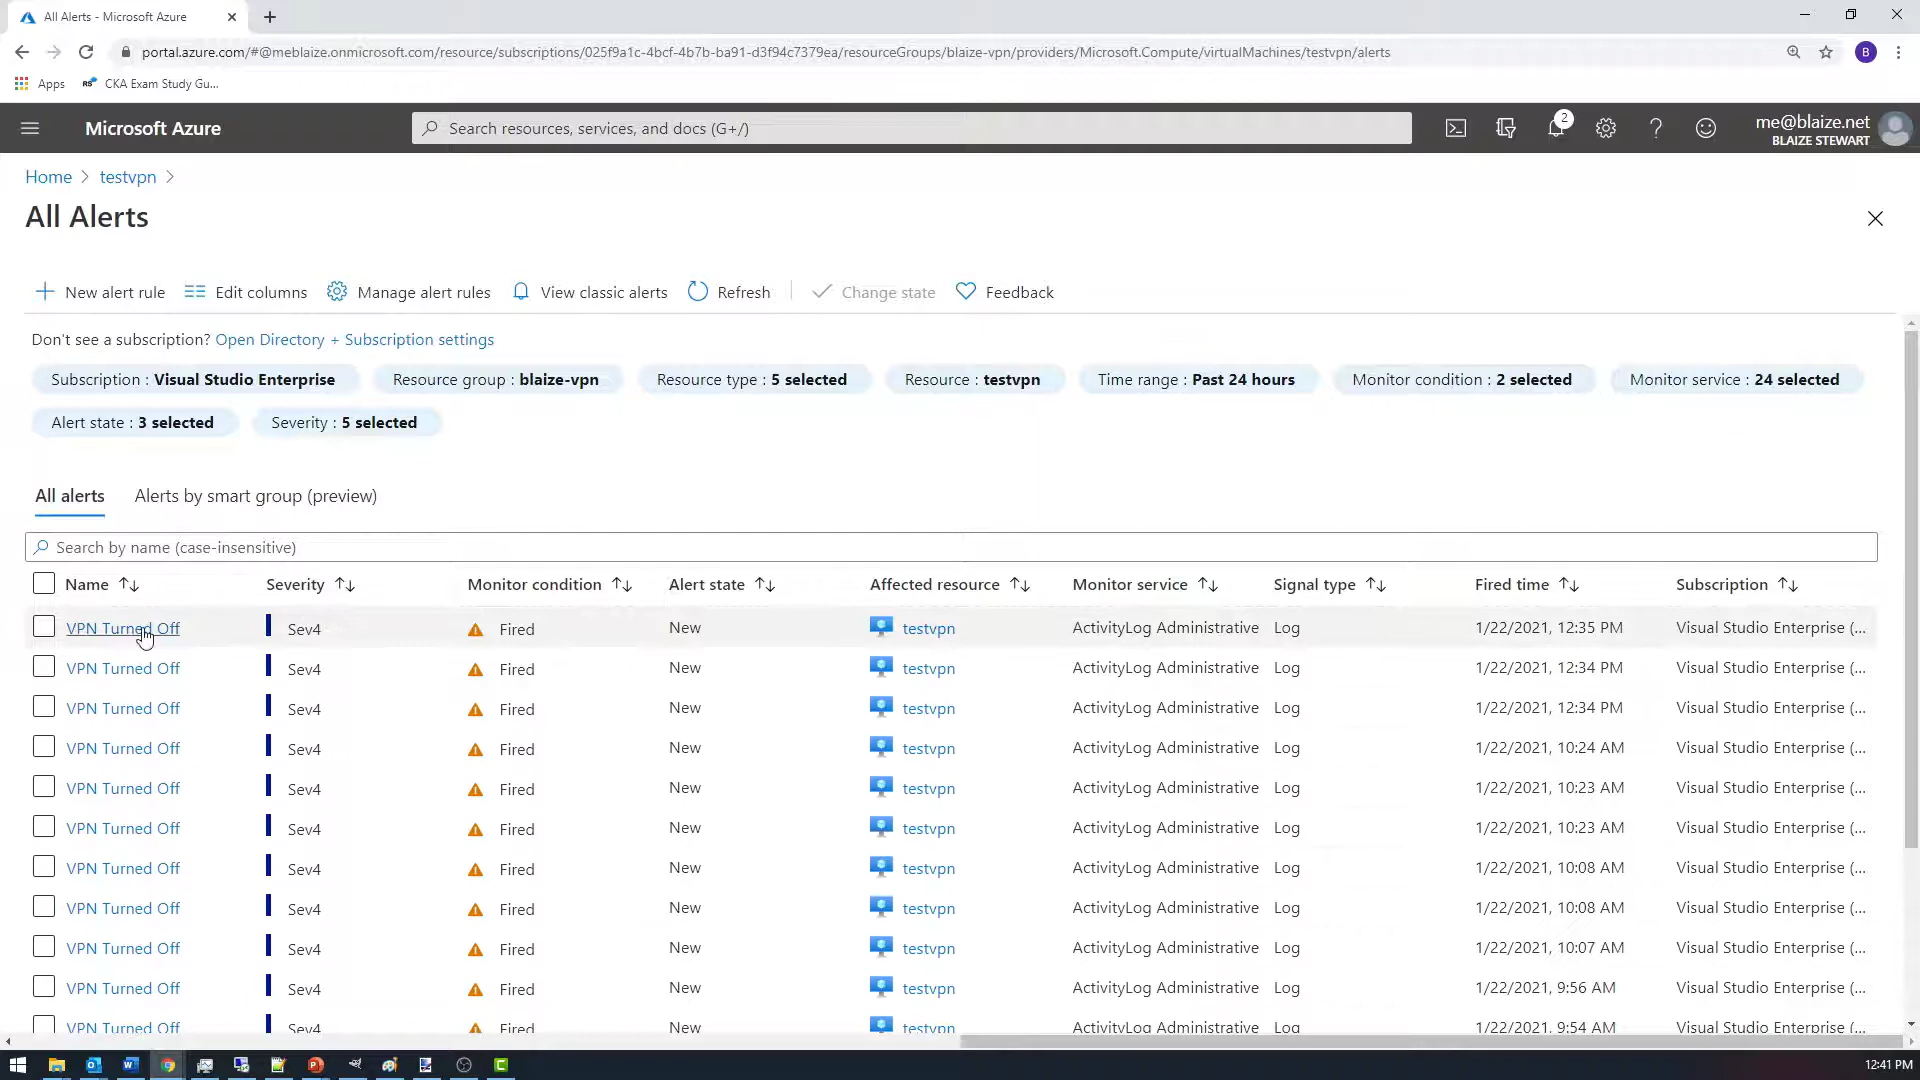 All Alerts - Microsoft Azure
portal.azure.com/#@meblaize.onmicrosoft.com/resource/subscriptions/025f9a1c-4bcf-4b7b-ba91-d3f94c7379ea/resourceGroups/blaize-vpn/providers/Microsoft.Compute/virtualMachines/testvpn/alerts
B
Apps RS CKA Exam Study Gu...
Microsoft Azure Search resources, services, and docs (G+/) 2 me@blaize.net
BLAIZE STEWART
Home > testvpn >
All Alerts
New alert rule Edit columns Manage alert rules View classic alerts Refresh Change state Feedback
Don't see a subscription? Open Directory + Subscription settings
Subscription : Visual Studio Enterprise Resource group : blaize-vpn Resource type : 5 selected Resource : testvpn Time range : Past 24 hours Monitor condition : 2 selected Monitor service : 24 selected
Alert state : 3 selected Severity : 5 selected
All alerts Alerts by smart group (preview)
Search by name (case-insensitive)
Name Severity Monitor condition Alert state Affected resource Monitor service Signal type Fired time Subscription
VPN Turned Off Sev4 Fired New testvpn ActivityLog Administrative Log 1/22/2021, 12:35 PM Visual Studio Enterprise (...
VPN Turned Off Sev4 Fired New testvpn ActivityLog Administrative Log 1/22/2021, 12:34 PM Visual Studio Enterprise (...
VPN Turned Off Sev4 Fired New testvpn ActivityLog Administrative Log 1/22/2021, 12:34 PM Visual Studio Enterprise (...
VPN Turned Off Sev4 Fired New testvpn ActivityLog Administrative Log 1/22/2021, 10:24 AM Visual Studio Enterprise (...
VPN Turned Off Sev4 Fired New testvpn ActivityLog Administrative Log 1/22/2021, 10:23 AM Visual Studio Enterprise (...
VPN Turned Off Sev4 Fired New testvpn ActivityLog Administrative Log 1/22/2021, 10:23 AM Visual Studio Enterprise (...
VPN Turned Off Sev4 Fired New testvpn ActivityLog Administrative Log 1/22/2021, 10:08 AM Visual Studio Enterprise (...
VPN Turned Off Sev4 Fired New testvpn ActivityLog Administrative Log 1/22/2021, 10:08 AM Visual Studio Enterprise (...
VPN Turned Off Sev4 Fired New testvpn ActivityLog Administrative Log 1/22/2021, 10:07 AM Visual Studio Enterprise (...
VPN Turned Off Sev4 Fired New testvpn ActivityLog Administrative Log 1/22/2021, 9:56 AM Visual Studio Enterprise (...
VPN Turned Off Sev4 Fired New testvpn ActivityLog Administrative Log 1/22/2021, 9:54 AM Visual Studio Enterprise (...
12:41 PM